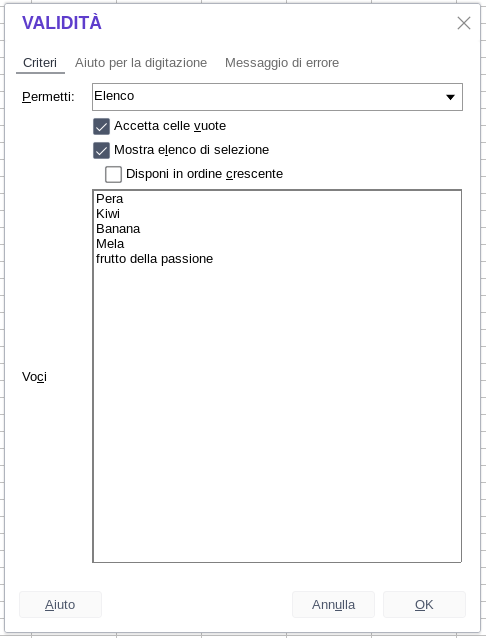 VALIDITÀ
Criteri Aiuto per la digitazione Messaggio di errore
Permetti: Elenco
Accetta celle vuote
Mostra elenco di selezione
Disponi in ordine crescente
Pera
Kiwi
Banana
Mela
frutto della passione
Voci
Aiuto Annulla OK